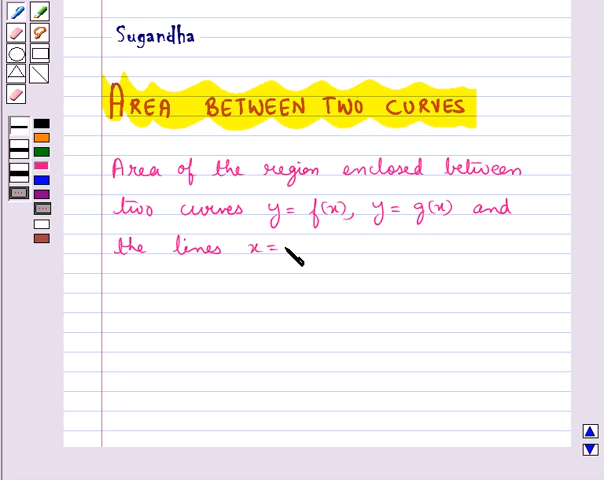 Sugandha
AREA BETWEEN TWO CURVES
Area of the region enclosed between
two curves y = f(x), y = g(x) and
the lines x =